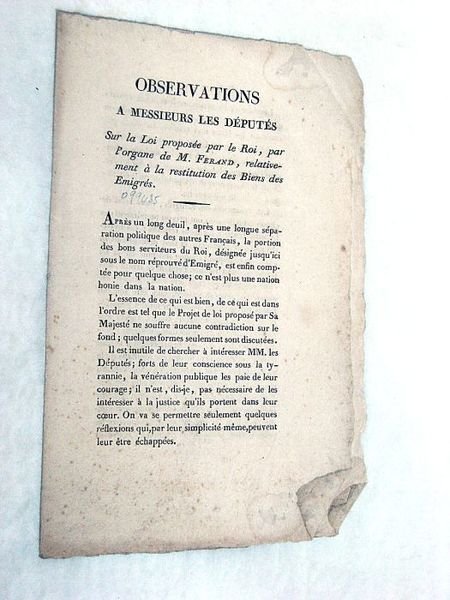 OBSERVATIONS
A MESSIEURS LES DÉPUTÉS
Sur la Loi proposée par le Roi, par
l'organe de M. FERAND, relative-
ment à la restitution des Biens des
Emigrés.
APRÈS un long deuil, après une longue sépa-
ration politique des autres Français, la portion
des bons serviteurs du Roi, désignée jusqu'ici
sous le nom réprouvé d'Emigré, est enfin comp-
tée pour quelque chose; ce n'est plus une nation
honie dans la nation.
L'essence de ce qui est bien, de ce qui est dans
l'ordre est tel que le Projet de loi proposé par Sa
Majesté ne souffre aucune contradiction sur le
fond; quelques formes seulement sont discutées.
Il est inutile de chercher à intéresser MM. les
Députés; forts de leur conscience sous la ty-
rannie, la vénération publique les paie de leur
courage; il n'est, dis-je, pas nécessaire de les
intéresser à la justice qu'ils portent dans leur
cœur. On va se permettre seulement quelques
réflexions qui, par leur simplicité même, peuvent
leur être échappées.